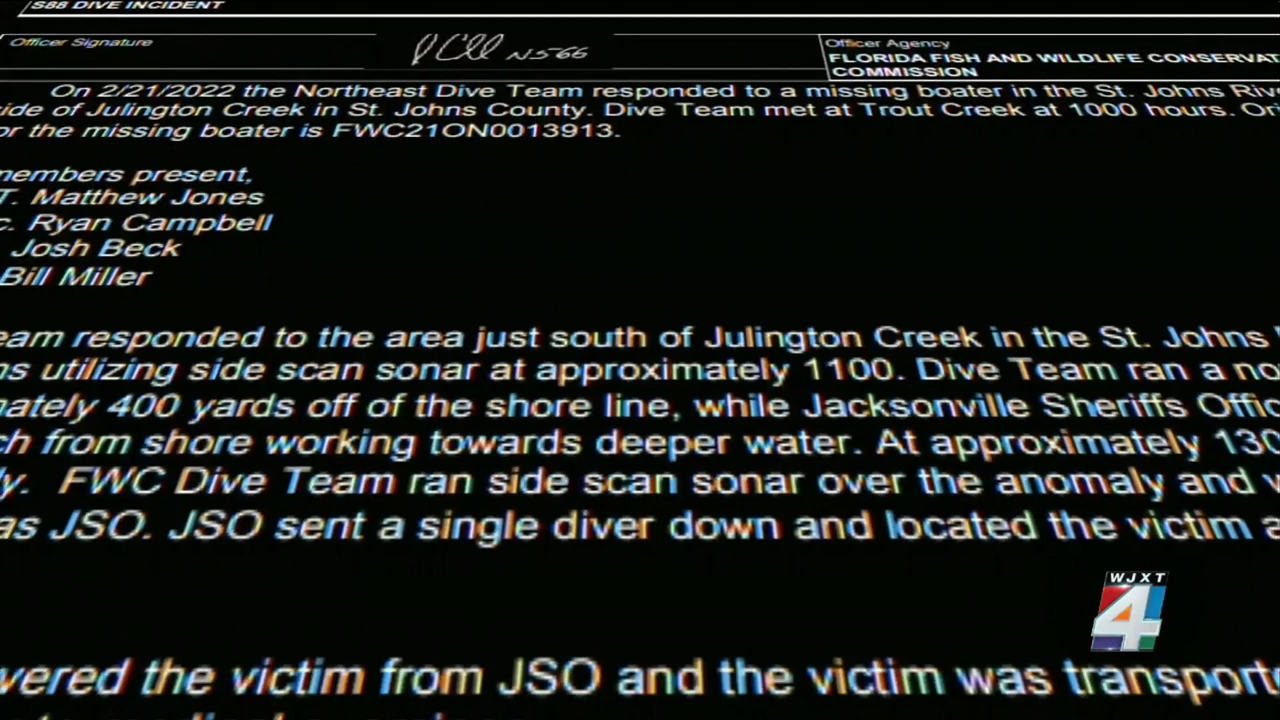 S88 DIVE INCIDENT
Officer Signature
N566
Officer Agency
FLORIDA FISH AND WILDLIFE CONSERVAT
COMMISSION
On 2/21/2022 the Northeast Dive Team responded to a missing boater in the St. Johns Riv
ide of Julington Creek in St. Johns County. Dive Team met at Trout Creek at 1000 hours. Ori
or the missing boater is FWC21ON0013913.
members present,
T. Matthew Jones
c. Ryan Campbell
Josh Beck
Bill Miller
eam responded to the area just south of Julington Creek in the St. Johns
ns utilizing side scan sonar at approximately 1100. Dive Team ran a no
nately 400 yards off of the shore line, while Jacksonville Sheriffs Offic
ch from shore working towards deeper water. At approximately 130
ly. FWC Dive Team ran side scan sonar over the anomaly and v
as JSO. JSO sent a single diver down and located the victim a
WJXT
4
vered the victim from JSO and the victim was transporte